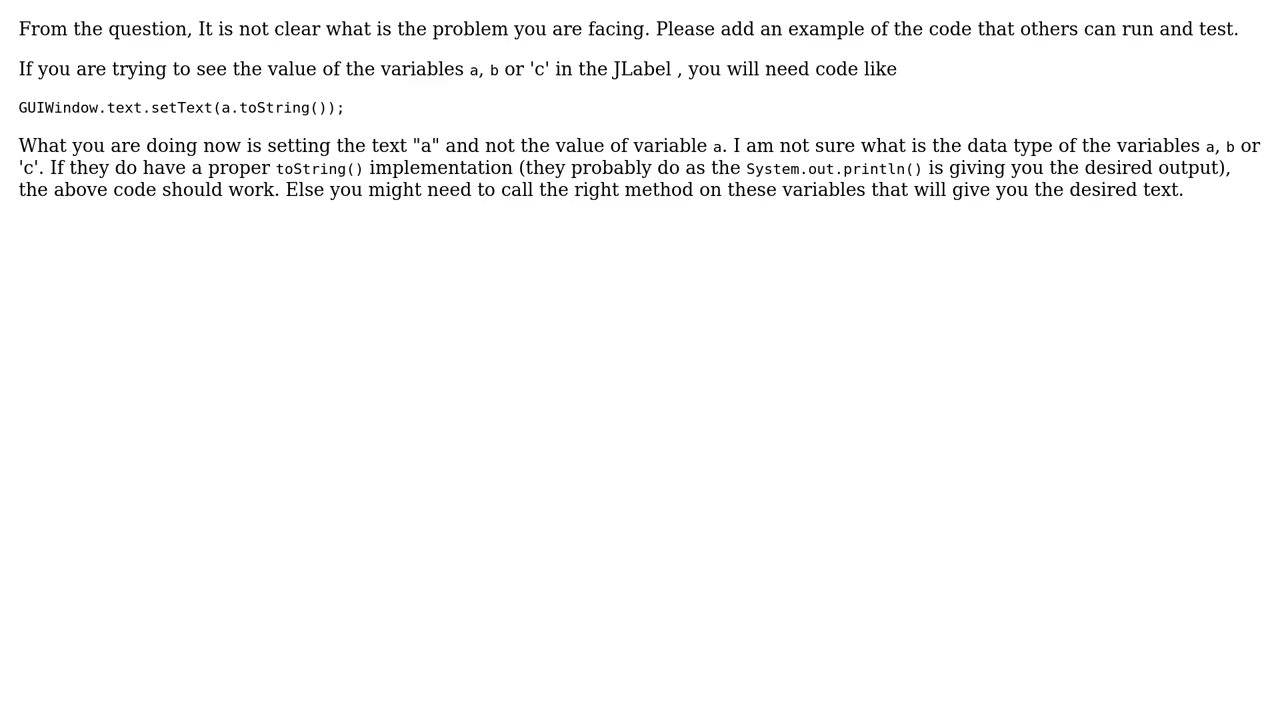 From the question, It is not clear what is the problem you are facing. Please add an example of the code that others can run and test.
If you are trying to see the value of the variables a, b or 'c' in the JLabel , you will need code like
GUIWindow.text.setText(a.toString());
What you are doing now is setting the text "a" and not the value of variable a. I am not sure what is the data type of the variables a, b or
'c'. If they do have a proper toString() implementation (they probably do as the System.out.println() is giving you the desired output),
the above code should work. Else you might need to call the right method on these variables that will give you the desired text.